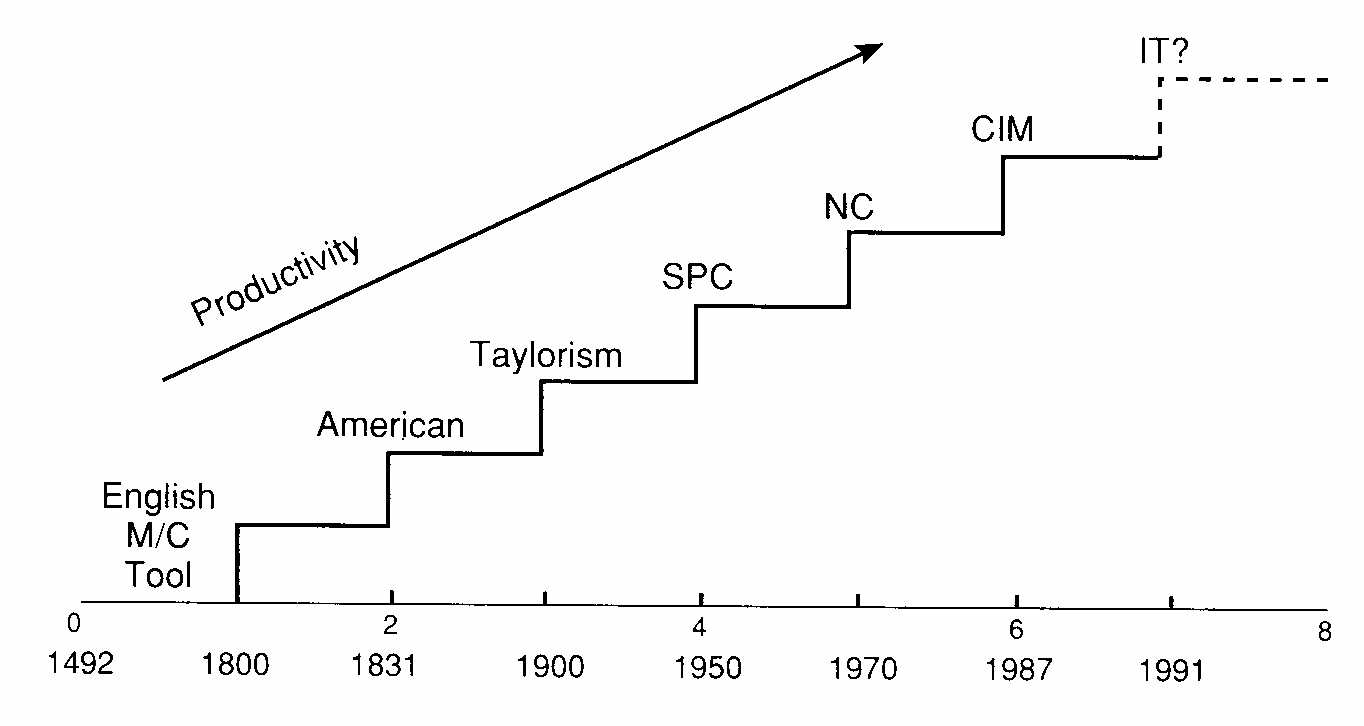 IT?
CIM
NC
SPC
Productivity
Taylorism
American
English
M/C
Tool
0 2 4 6 8
1492 1800 1831 1900 1950 1970 1987 1991